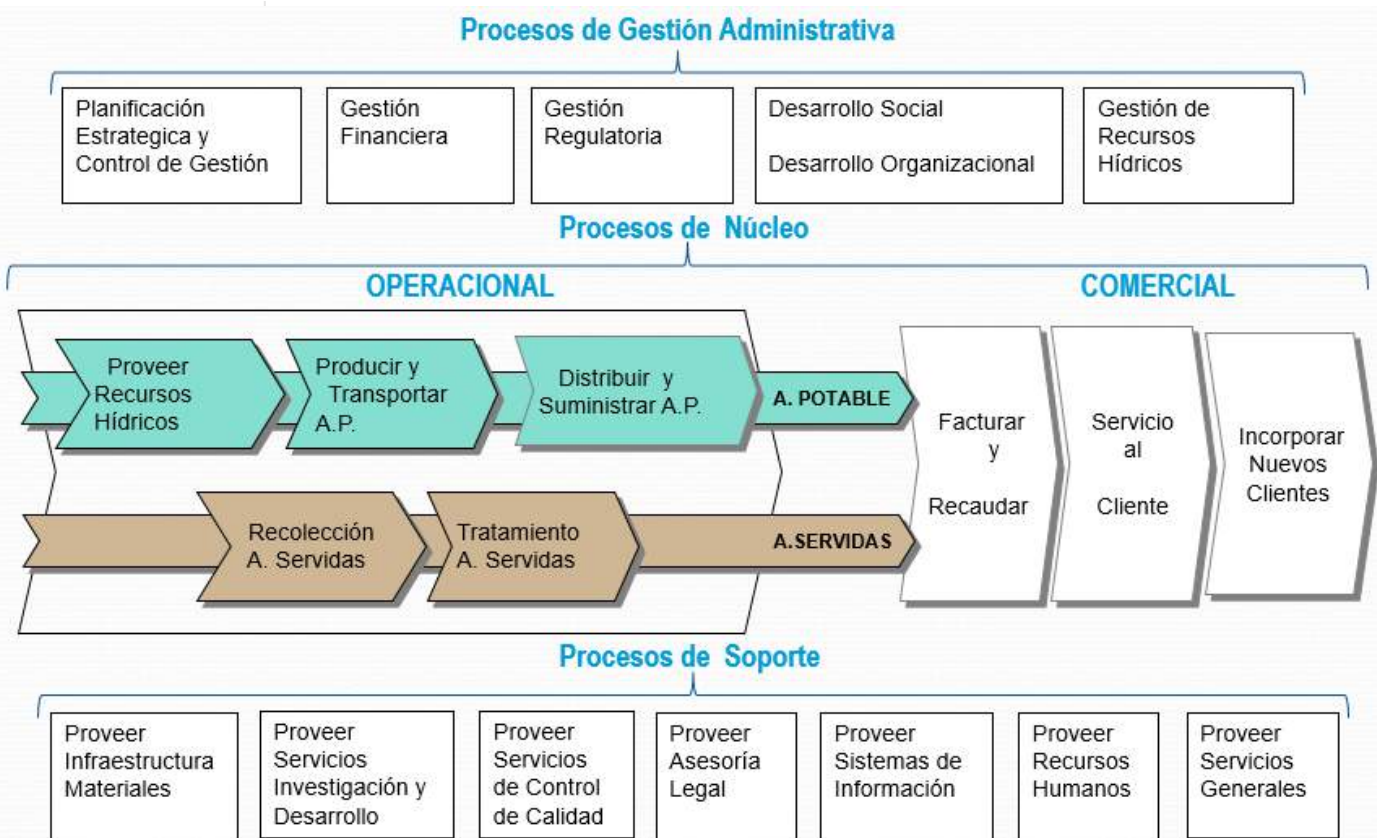 Procesos de Gestión Administrativa
Planificación
Estrategica y
Control de Gestión
Gestión
Financiera
Gestión
Regulatoria
Desarrollo Social
Desarrollo Organizacional
Gestión de
Recursos
Hídricos
Procesos de Núcleo
OPERACIONAL
COMERCIAL
Proveer
Recursos
Hídricos
Producir y
Transportar
A.P.
Distribuir y
Suministrar A.P.
A. POTABLE
Recolección
A. Servidas
Tratamiento
A. Servidas
A.SERVIDAS
Facturar
y
Recaudar
Servicio
al
Cliente
Incorporar
Nuevos
Clientes
Procesos de Soporte
Proveer
Infraestructura
Materiales
Proveer
Servicios
Investigación y
Desarrollo
Proveer
Servicios
de Control
de Calidad
Proveer
Asesoría
Legal
Proveer
Sistemas de
Información
Proveer
Recursos
Humanos
Proveer
Servicios
Generales